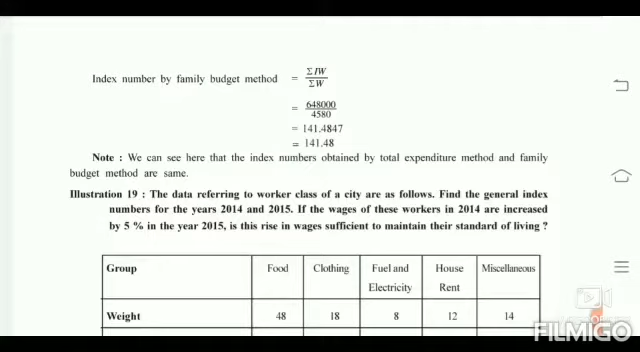 Index number by family budget method = Σ IW / Σ W
= 648000 / 4580
= 141.4847
= 141.48
Note : We can see here that the index numbers obtained by total expenditure method and family
budget method are same.
Illustration 19 : The data referring to worker class of a city are as follows. Find the general index
numbers for the years 2014 and 2015. If the wages of these workers in 2014 are increased
by 5 % in the year 2015, is this rise in wages sufficient to maintain their standard of living ?
Group Food Clothing Fuel and Electricity House Rent Miscellaneous
Weight 48 18 8 12 14
FILMIGO